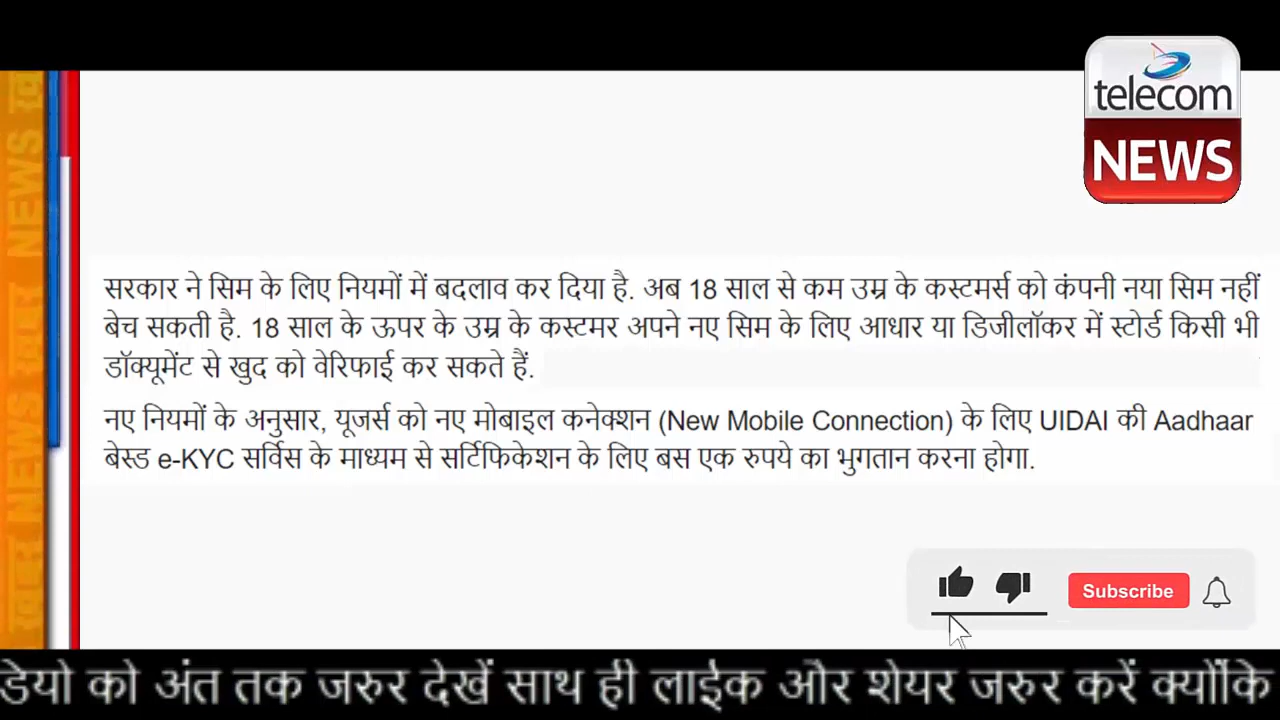 telecom
NEWS
सरकार ने सिम के लिए नियमों में बदलाव कर दिया है. अब 18 साल से कम उम्र के कस्टमर्स को कंपनी नया सिम नहीं
बेच सकती है. 18 साल के ऊपर के उम्र के कस्टमर अपने नए सिम के लिए आधार या डिजीलॉकर में स्टोर्ड किसी भी
डॉक्यूमेंट से खुद को वेरिफाई कर सकते हैं.
नए नियमों के अनुसार, यूजर्स को नए मोबाइल कनेक्शन (New Mobile Connection) के लिए UIDAI की Aadhaar
बेस्ड e-KYC सर्विस के माध्यम से सर्टिफिकेशन के लिए बस एक रुपये का भुगतान करना होगा.
Subscribe
डियो को अंत तक जरुर देखें साथ ही लाईक और शेयर जरुर करें क्योंकि
NEWS